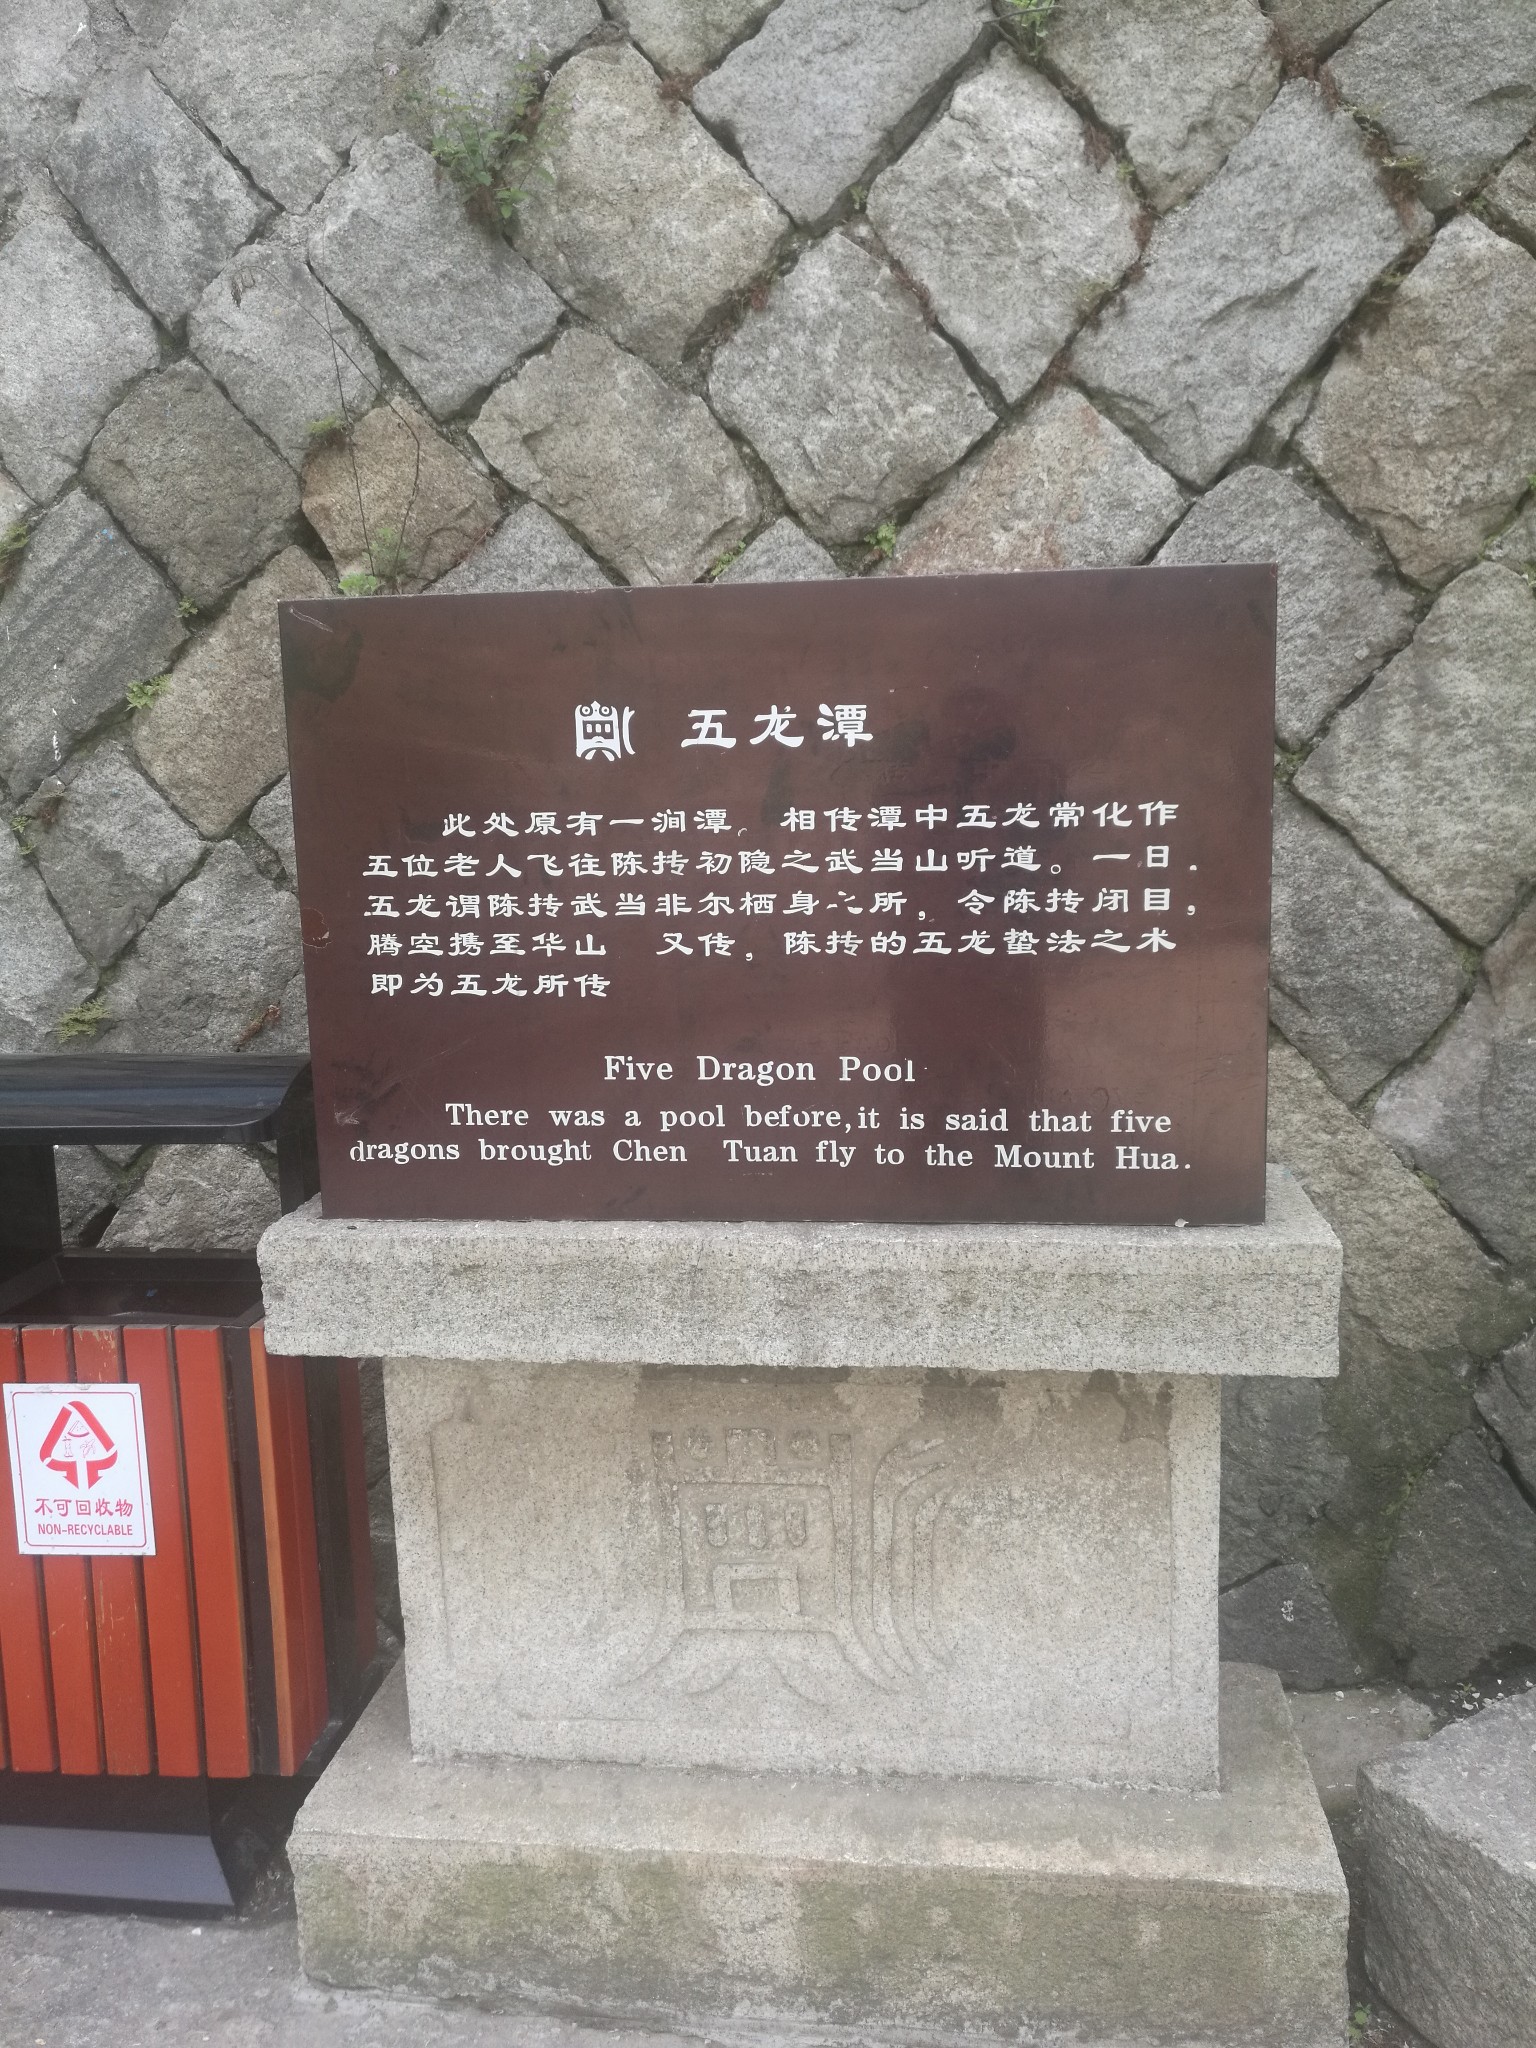 五龙潭
此处原有一涧潭。相传潭中五龙常化作
五位老人飞往陈抟初隐之武当山听道。一日.
五龙谓陈抟武当非尔栖身之所，令陈抟闭目，
腾空携至华山 又传，陈抟的五龙蛰法之术
即为五龙所传
Five Dragon Pool
There was a pool before,it is said that five
dragons brought Chen Tuan fly to the Mount Hua.
不可回收物
NON-RECYCLABLE